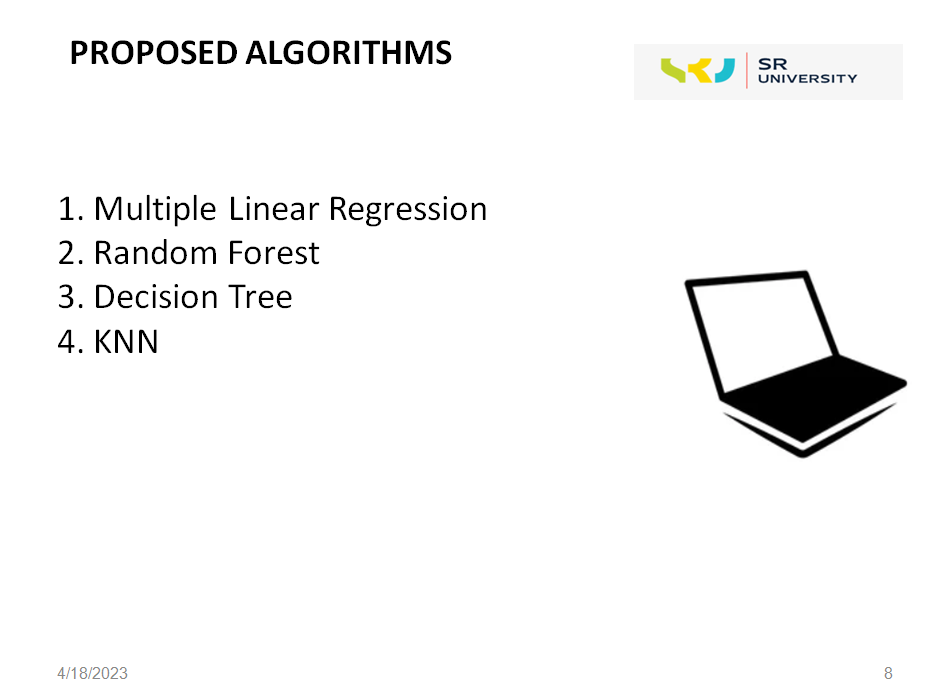 PROPOSED ALGORITHMS
SR
UNIVERSITY
1. Multiple Linear Regression
2. Random Forest
3. Decision Tree
4. KNN
4/18/2023
8